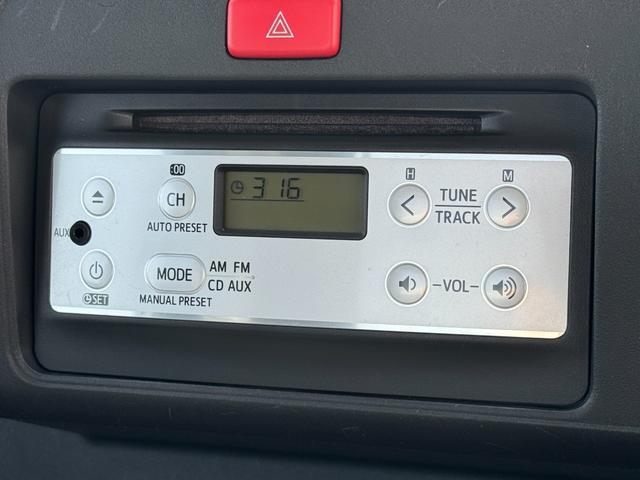 :00
H
M
CH
3 16
TUNE
TRACK
AUTO PRESET
AUX
MODE
AM FM
CD AUX
-VOL-
SET
MANUAL PRESET